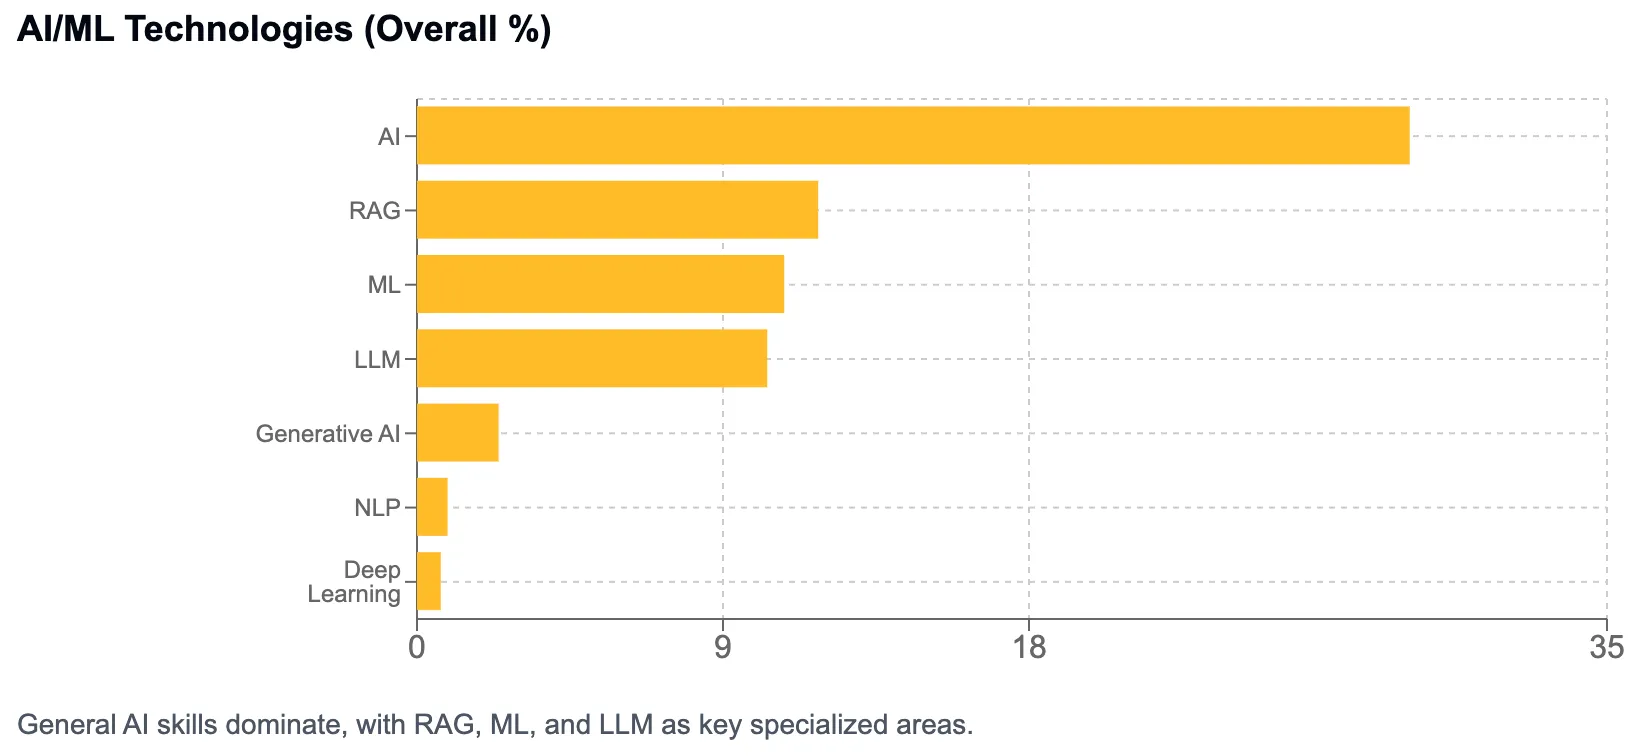 AI/ML Technologies (Overall %)
AI
RAG
ML
LLM
Generative AI
NLP
Deep
Learning
0 9 18 35
General AI skills dominate, with RAG, ML, and LLM as key specialized areas.